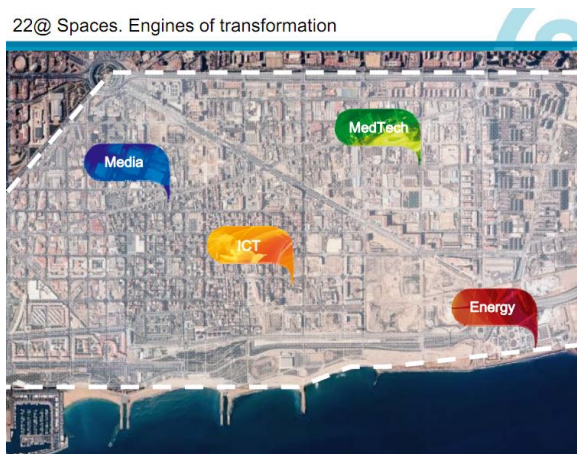 22@ Spaces. Engines of transformation
MedTech
Media
ICT
Energy